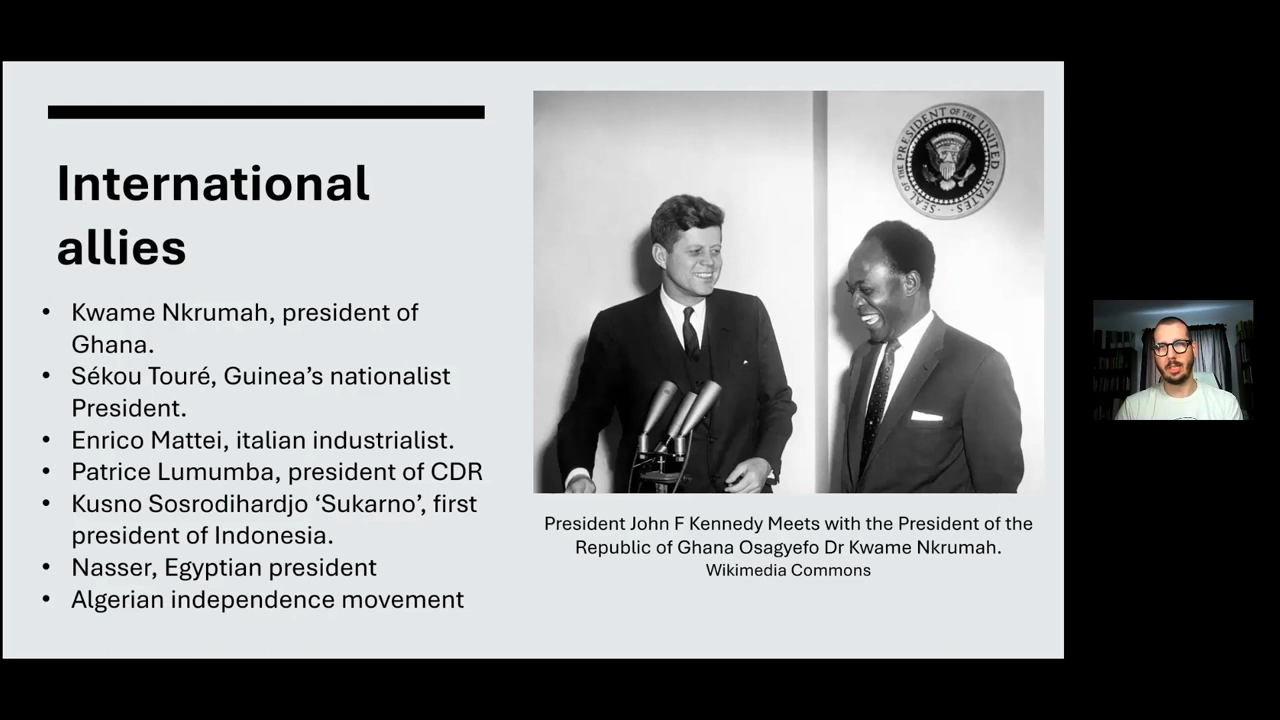 International
allies
• Kwame Nkrumah, president of
Ghana.
• Sékou Touré, Guinea’s nationalist
President.
• Enrico Mattei, italian industrialist.
• Patrice Lumumba, president of CDR
• Kusno Sosrodihardjo ‘Sukarno’, first
president of Indonesia.
• Nasser, Egyptian president
• Algerian independence movement
SEAL OF THE PRESIDENT OF THE UNITED STATES
President John F Kennedy Meets with the President of the
Republic of Ghana Osagyefo Dr Kwame Nkrumah.
Wikimedia Commons